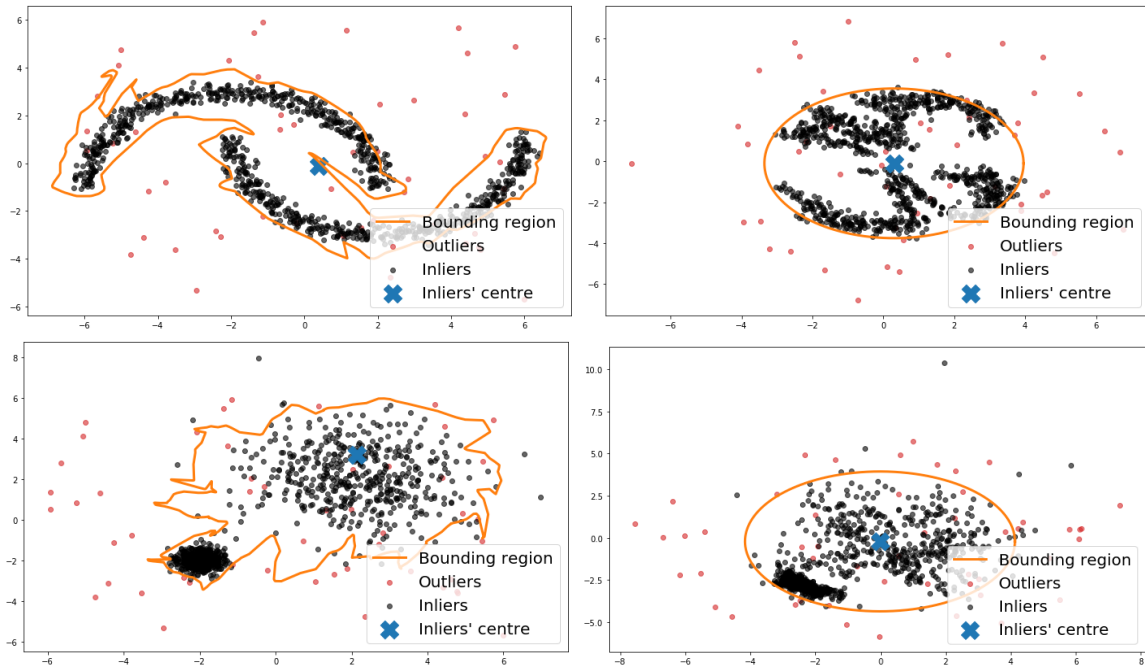 6
4
2
0
−2
−4
−6
−6 −4 −2 0 2 4 6
Bounding region
Outliers
Inliers
Inliers' centre
6
4
2
0
−2
−4
−6
−6 −4 −2 0 2 4 6
Bounding region
Outliers
Inliers
Inliers' centre
8
6
4
2
0
−2
−4
−6
−6 −4 −2 0 2 4 6
Bounding region
Outliers
Inliers
Inliers' centre
10.0
7.5
5.0
2.5
0.0
−2.5
−5.0
−8 −6 −4 −2 0 2 4 6 8
Bounding region
Outliers
Inliers
Inliers' centre